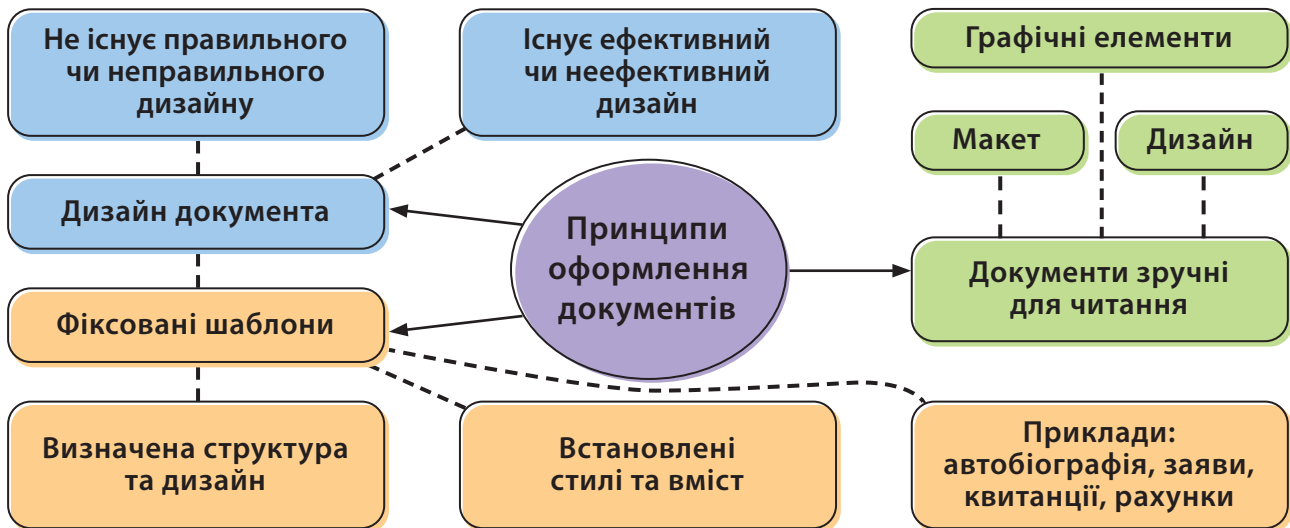 Не існує правильного
чи неправильного
дизайну
Існує ефективний
чи неефективний
дизайн
Графічні елементи
Макет
Дизайн
Дизайн документа
Принципи
оформлення
документів
Документи зручні
для читання
Фіксовані шаблони
Визначена структура
та дизайн
Встановлені
стилі та вміст
Приклади:
автобіографія, заяви,
квитанції, рахунки